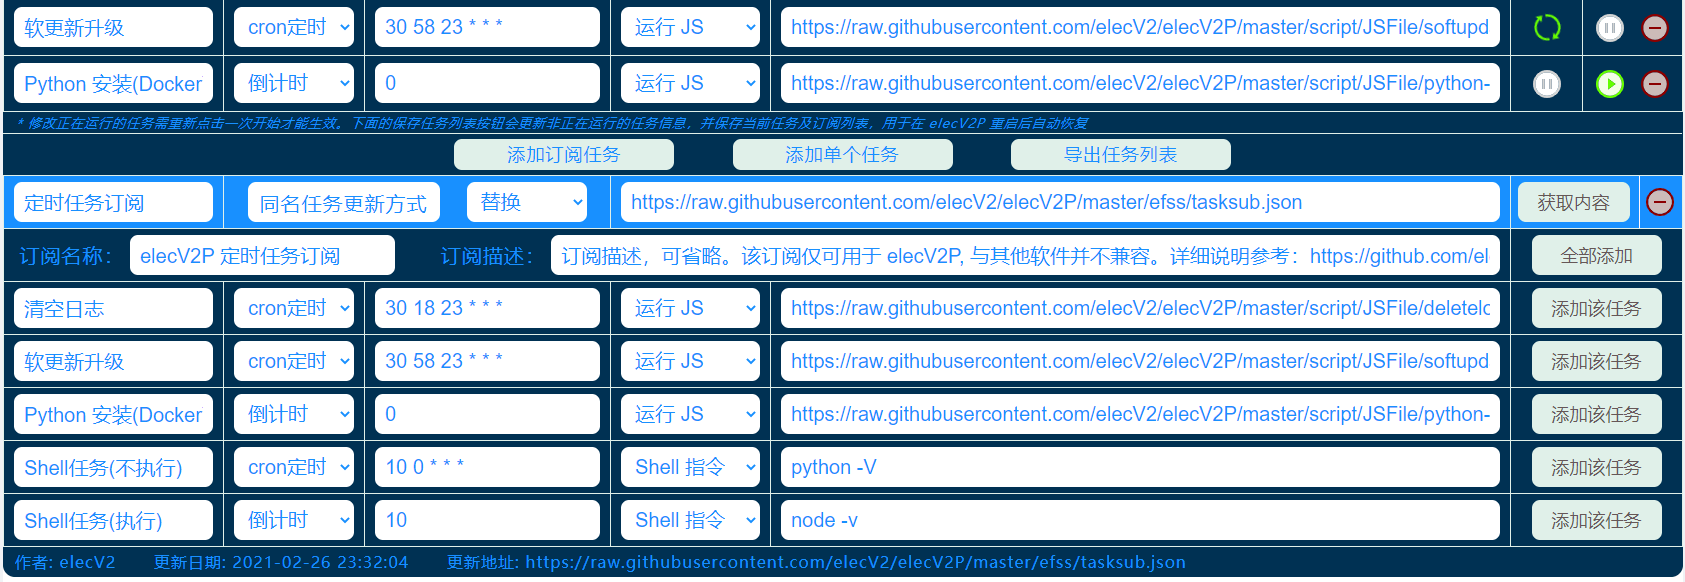 软更新升级 cron定时 30 58 23 * * * 运行 JS https://raw.githubusercontent.com/elecV2/elecV2P/master/script/JSFile/softupd
Python 安装(Docker 倒计时 0 运行 JS https://raw.githubusercontent.com/elecV2/elecV2P/master/script/JSFile/python-
* 修改正在运行的任务需重新点击一次开始才能生效。下面的保存任务列表按钮会更新非正在运行的任务信息，并保存当前任务及订阅列表，用于在 elecV2P 重启后自动恢复
添加订阅任务 添加单个任务 导出任务列表
定时任务订阅 同名任务更新方式 替换 https://raw.githubusercontent.com/elecV2/elecV2P/master/efss/tasksub.json 获取内容
订阅名称： elecV2P 定时任务订阅 订阅描述： 订阅描述，可省略。该订阅仅可用于 elecV2P, 与其他软件并不兼容。详细说明参考：https://github.com/el 全部添加
清空日志 cron定时 30 18 23 * * * 运行 JS https://raw.githubusercontent.com/elecV2/elecV2P/master/script/JSFile/deletelo 添加该任务
软更新升级 cron定时 30 58 23 * * * 运行 JS https://raw.githubusercontent.com/elecV2/elecV2P/master/script/JSFile/softupd 添加该任务
Python 安装(Docker 倒计时 0 运行 JS https://raw.githubusercontent.com/elecV2/elecV2P/master/script/JSFile/python- 添加该任务
Shell任务(不执行) cron定时 10 0 * * * Shell 指令 python -V 添加该任务
Shell任务(执行) 倒计时 10 Shell 指令 node -v 添加该任务
作者: elecV2 更新日期: 2021-02-26 23:32:04 更新地址: https://raw.githubusercontent.com/elecV2/elecV2P/master/efss/tasksub.json